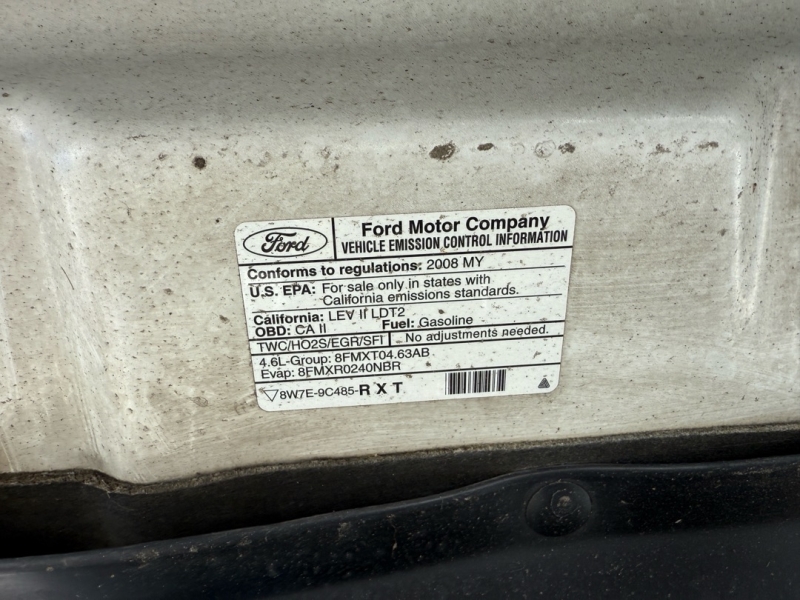 Ford
Ford Motor Company
VEHICLE EMISSION CONTROL INFORMATION
Conforms to regulations: 2008 MY
U.S. EPA: For sale only in states with
California emissions standards.
California: LEV II LDT2
OBD: CA II Fuel: Gasoline
TWC/HO2S/EGR/SFI No adjustments needed.
4.6L-Group: 8FMXT04.63AB
Evap: 8FMXR0240NBR
8W7E-9C485-R X T